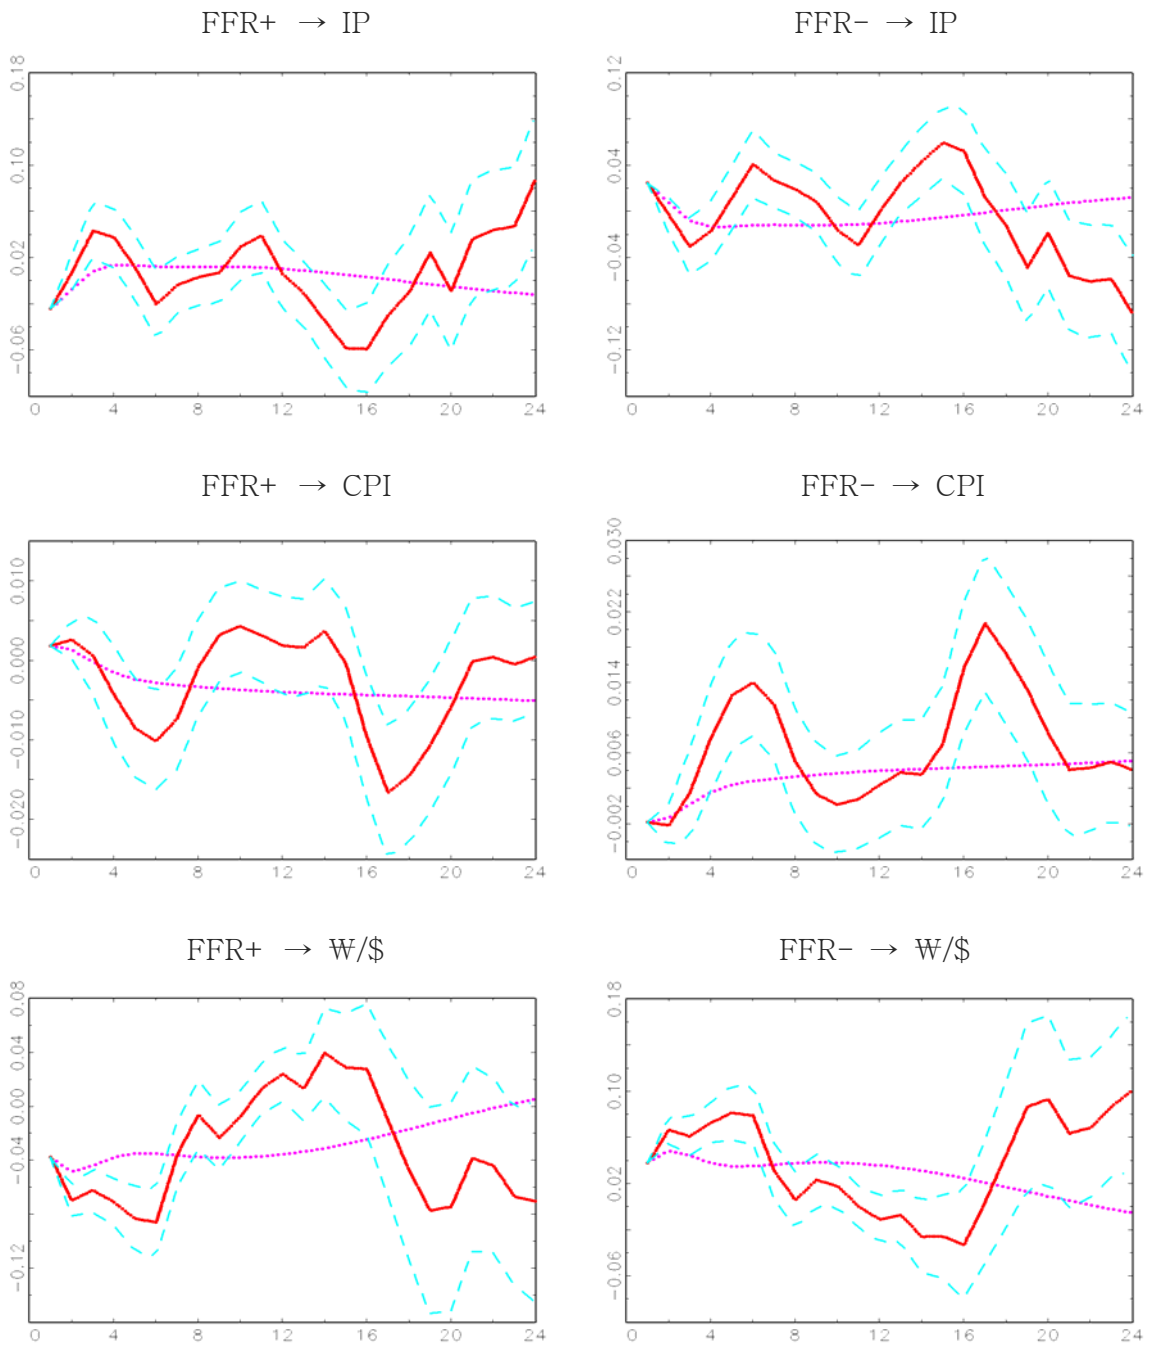 FFR+ → IP
FFR- → IP
0.18
0.10
0.02
-0.06
0 4 8 12 16 20 24
0.12
0.04
-0.04
-0.12
0 4 8 12 16 20 24
FFR+ → CPI
FFR- → CPI
0.010
0.000
-0.010
-0.020
0 4 8 12 16 20 24
0.030
0.022
0.014
0.006
-0.002
0 4 8 12 16 20 24
FFR+ → ₩/$
FFR- → ₩/$
0.08
0.04
0.00
-0.04
-0.12
0 4 8 12 16 20 24
0.18
0.10
0.02
-0.06
0 4 8 12 16 20 24